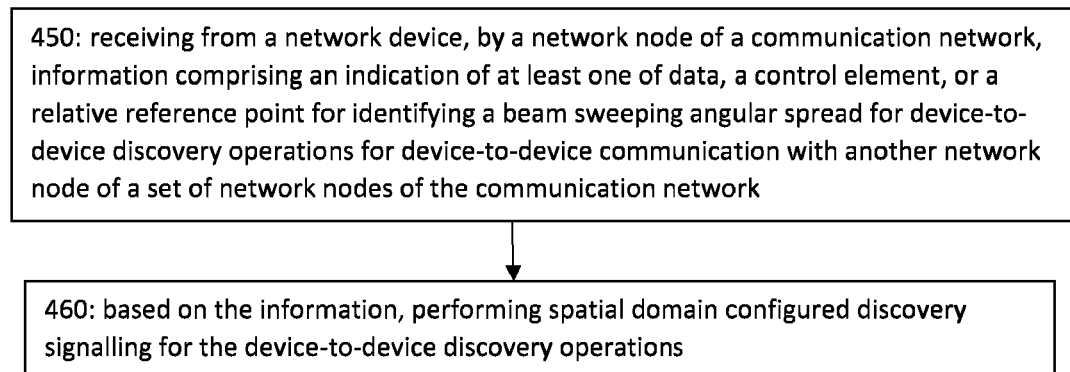 450: receiving from a network device, by a network node of a communication network,
information comprising an indication of at least one of data, a control element, or a
relative reference point for identifying a beam sweeping angular spread for device-to-
device discovery operations for device-to-device communication with another network
node of a set of network nodes of the communication network
460: based on the information, performing spatial domain configured discovery
signalling for the device-to-device discovery operations